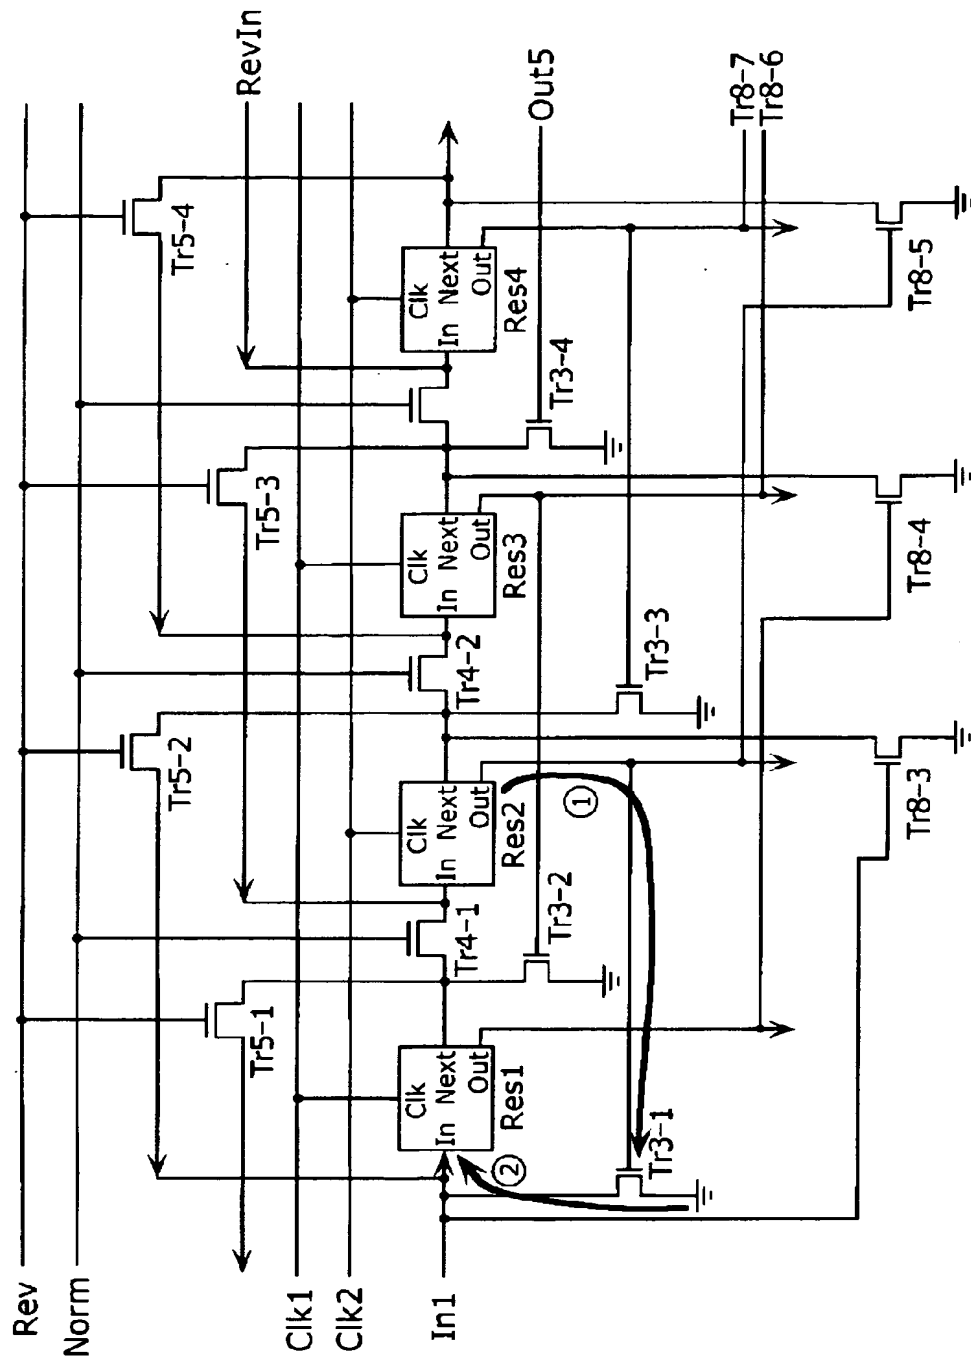 Rev
Norm
Clk1
Clk2
In1
RevIn
Out5
Tr8-7
Tr8-6
Tr5-1
Tr5-2
Tr5-3
Tr5-4
Clk
In Next
Out
Res1
Clk
In Next
Out
Res2
Clk
In Next
Out
Res3
Clk
In Next
Out
Res4
Tr4-1
Tr4-2
Tr3-1
Tr3-2
Tr3-3
Tr3-4
①
②
Tr8-3
Tr8-4
Tr8-5